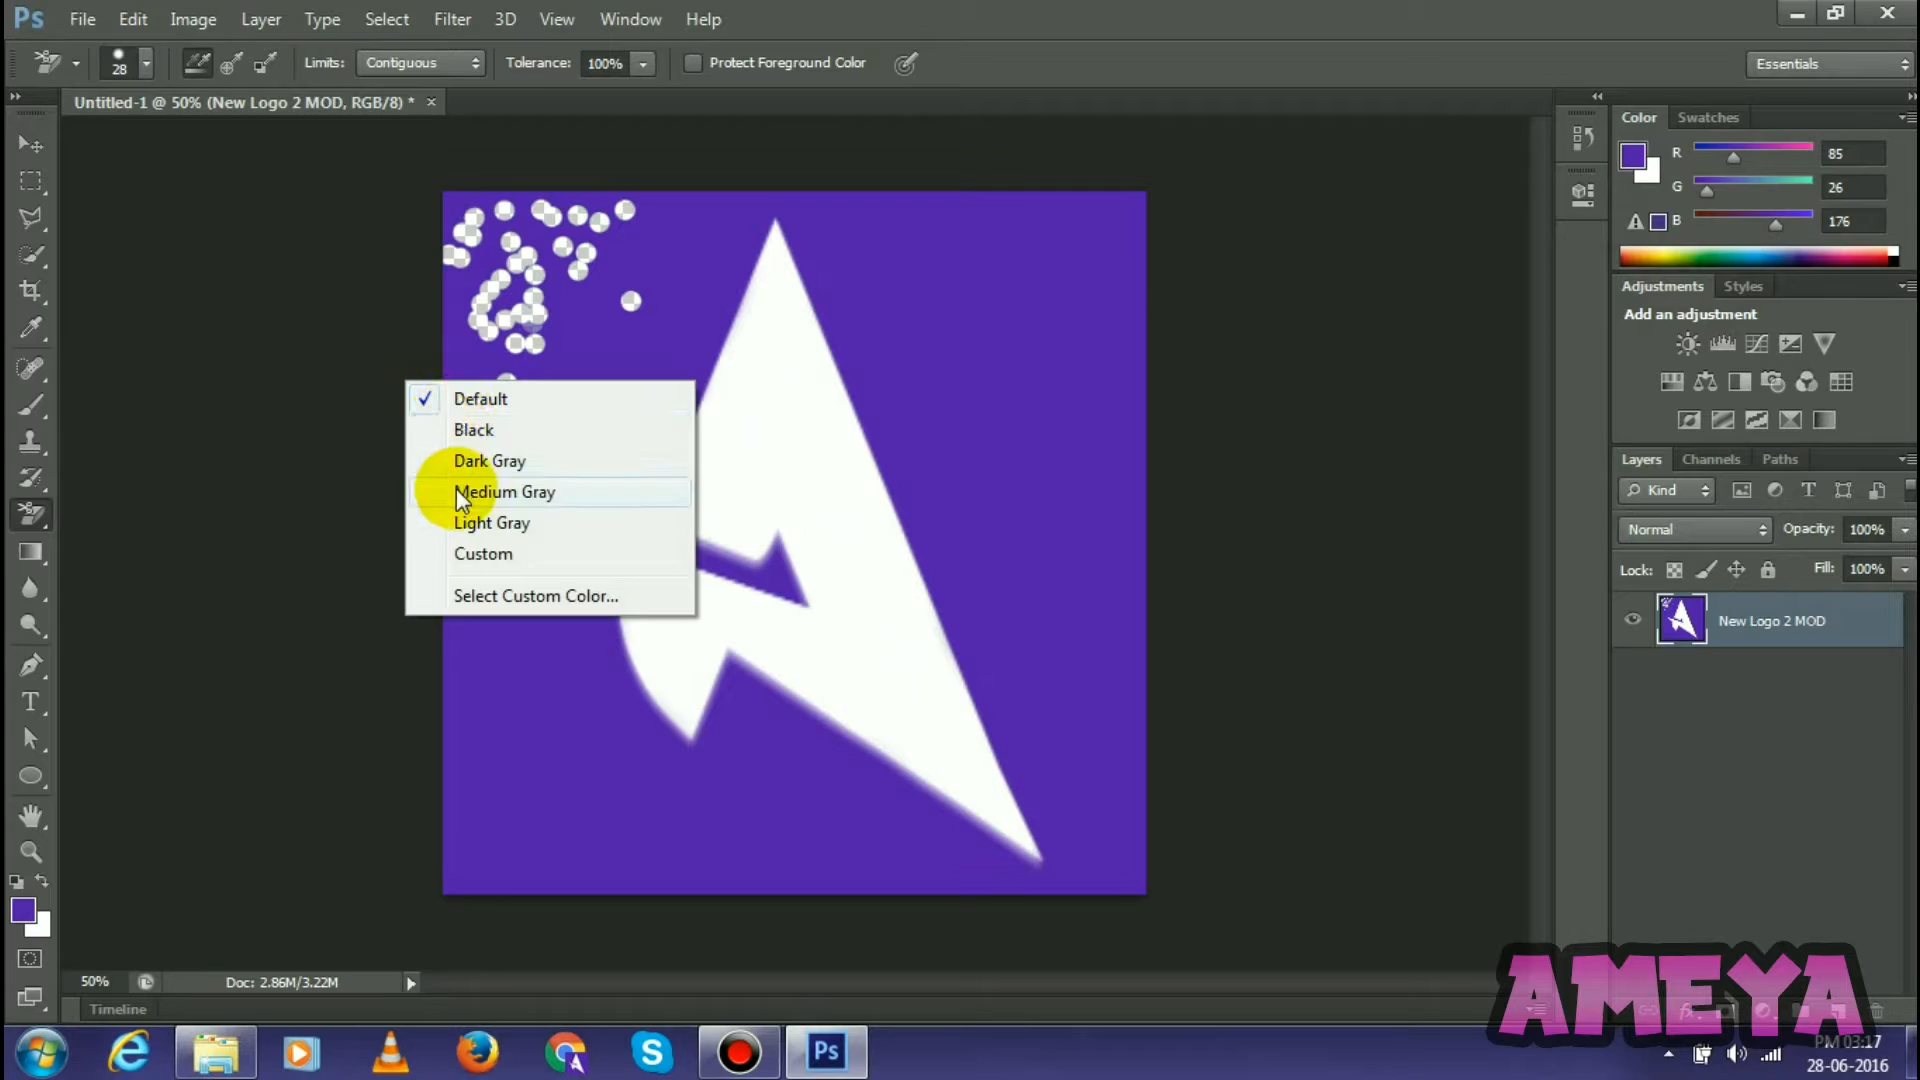 Ps File Edit Image Layer Type Select Filter 3D View Window Help
28 Limits: Contiguous Tolerance: 100% Protect Foreground Color Essentials
Untitled-1 @ 50% (New Logo 2 MOD, RGB/8) * ×
Color Swatches
R 85
G 26
B 176
Adjustments Styles
Add an adjustment
Default
Black
Dark Gray
Medium Gray
Light Gray
Custom
Select Custom Color...
Layers Channels Paths
Kind
Normal Opacity: 100%
Lock: Fill: 100%
New Logo 2 MOD
T
50% Doc: 2.86M/3.22M
Timeline
AMEYA
Ps
PM 03:17
28-06-2016